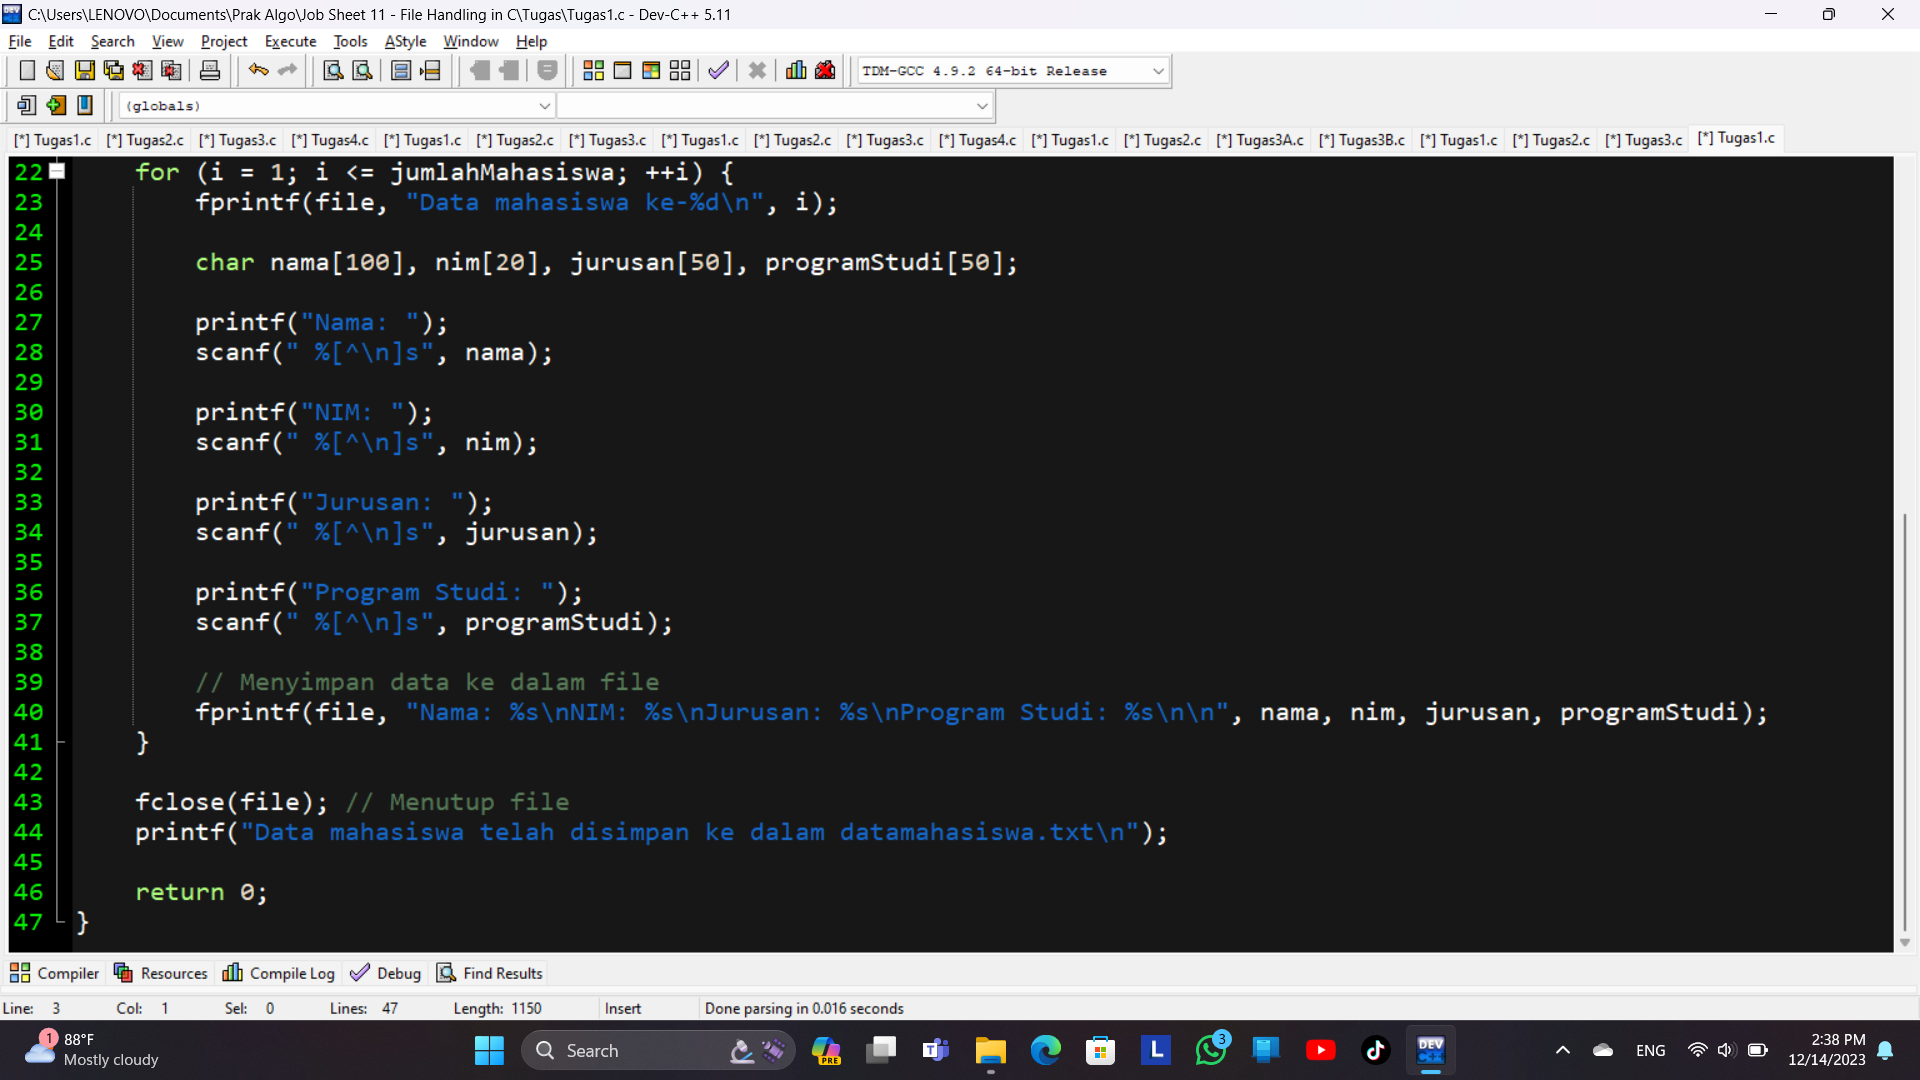 C:\Users\LENOVO\Documents\Prak Algo\Job Sheet 11 - File Handling in C\Tugas\Tugas1.c - Dev-C++ 5.11
File Edit Search View Project Execute Tools AStyle Window Help
TDM-GCC 4.9.2 64-bit Release
(globals)
[*] Tugas1.c [*] Tugas2.c [*] Tugas3.c [*] Tugas4.c [*] Tugas1.c [*] Tugas2.c [*] Tugas3.c [*] Tugas1.c [*] Tugas2.c [*] Tugas3.c [*] Tugas4.c [*] Tugas1.c [*] Tugas2.c [*] Tugas3A.c [*] Tugas3B.c [*] Tugas1.c [*] Tugas2.c [*] Tugas3.c [*] Tugas1.c
22 for (i = 1; i <= jumlahMahasiswa; ++i) {
23 fprintf(file, "Data mahasiswa ke-%d\n", i);
24
25 char nama[100], nim[20], jurusan[50], programStudi[50];
26
27 printf("Nama: ");
28 scanf(" %[^\n]s", nama);
29
30 printf("NIM: ");
31 scanf(" %[^\n]s", nim);
32
33 printf("Jurusan: ");
34 scanf(" %[^\n]s", jurusan);
35
36 printf("Program Studi: ");
37 scanf(" %[^\n]s", programStudi);
38
39 // Menyimpan data ke dalam file
40 fprintf(file, "Nama: %s\nNIM: %s\nJurusan: %s\nProgram Studi: %s\n\n", nama, nim, jurusan, programStudi);
41 }
42
43 fclose(file); // Menutup file
44 printf("Data mahasiswa telah disimpan ke dalam datamahasiswa.txt\n");
45
46 return 0;
47 }
Compiler Resources Compile Log Debug Find Results
Line: 3 Col: 1 Sel: 0 Lines: 47 Length: 1150 Insert Done parsing in 0.016 seconds
1 88°F
Mostly cloudy
Search
PRE
T
L
3
DEV
C++
ENG
2:38 PM
12/14/2023